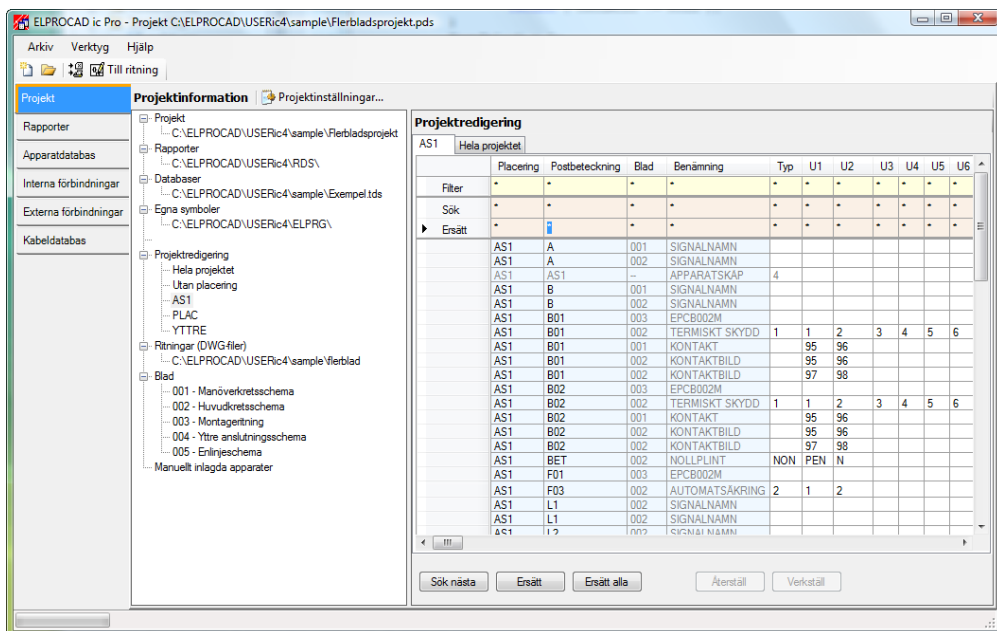 ELPROCAD ic Pro - Projekt C:\ELPROCAD\USERic4\sample\Flerbladsprojekt.pds
Arkiv Verktyg Hjälp
Till ritning
Projekt
Rapporter
Apparatdatabas
Interna förbindningar
Externa förbindningar
Kabeldatabas
Projektinformation Projektinställningar...
Projekt
C:\ELPROCAD\USERic4\sample\Flerbladsprojekt
Rapporter
C:\ELPROCAD\USERic4\RDS\
Databaser
C:\ELPROCAD\USERic4\sample\Exempel.tds
Egna symboler
C:\ELPROCAD\USERic4\ELPRG\
...
Projektredigering
Hela projektet
Utan placering
AS1
PLAC
YTTRE
Ritningar (DWG-filer)
C:\ELPROCAD\USERic4\sample\flerblad
Blad
001 - Manöverkretsschema
002 - Huvudkretsschema
003 - Montageritning
004 - Yttre anslutningsschema
005 - Enlinjeschema
Manuellt inlagda apparater
Projektredigering
AS1 Hela projektet
Placering Postbeteckning Blad Benämning Typ U1 U2 U3 U4 U5 U6
Filter * * * * * * * * * * *
Sök * * * * * * * * * * *
Ersätt * * * * * * * * * * *
AS1 A 001 SIGNALNAMN
AS1 A 002 SIGNALNAMN
AS1 AS1 -- APPARATSKÅP 4
AS1 B 001 SIGNALNAMN
AS1 B 002 SIGNALNAMN
AS1 B01 003 EPCB002M
AS1 B01 002 TERMISKT SKYDD 1 1 2 3 4 5 6
AS1 B01 001 KONTAKT 95 96
AS1 B01 002 KONTAKTBILD 95 96
AS1 B01 002 KONTAKTBILD 97 98
AS1 B02 003 EPCB002M
AS1 B02 002 TERMISKT SKYDD 1 1 2 3 4 5 6
AS1 B02 001 KONTAKT 95 96
AS1 B02 002 KONTAKTBILD 95 96
AS1 B02 002 KONTAKTBILD 97 98
AS1 BET 002 NOLLPLINT NON PEN N
AS1 F01 003 EPCB002M
AS1 F03 002 AUTOMATSÄKRING 2 1 2
AS1 L1 002 SIGNALNAMN
AS1 L1 002 SIGNALNAMN
AS1 L2 002 SIGNALNAMN
Sök nästa Ersätt Ersätt alla Återställ Verkställ